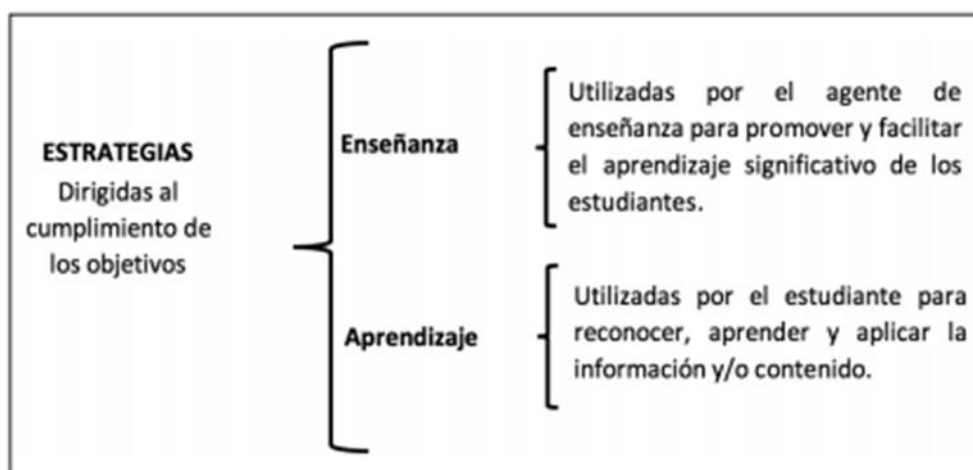 ESTRATEGIAS
Dirigidas al
cumplimiento de
los objetivos
Enseñanza
Utilizadas por el agente de
enseñanza para promover y facilitar
el aprendizaje significativo de los
estudiantes.
Aprendizaje
Utilizadas por el estudiante para
reconocer, aprender y aplicar la
información y/o contenido.